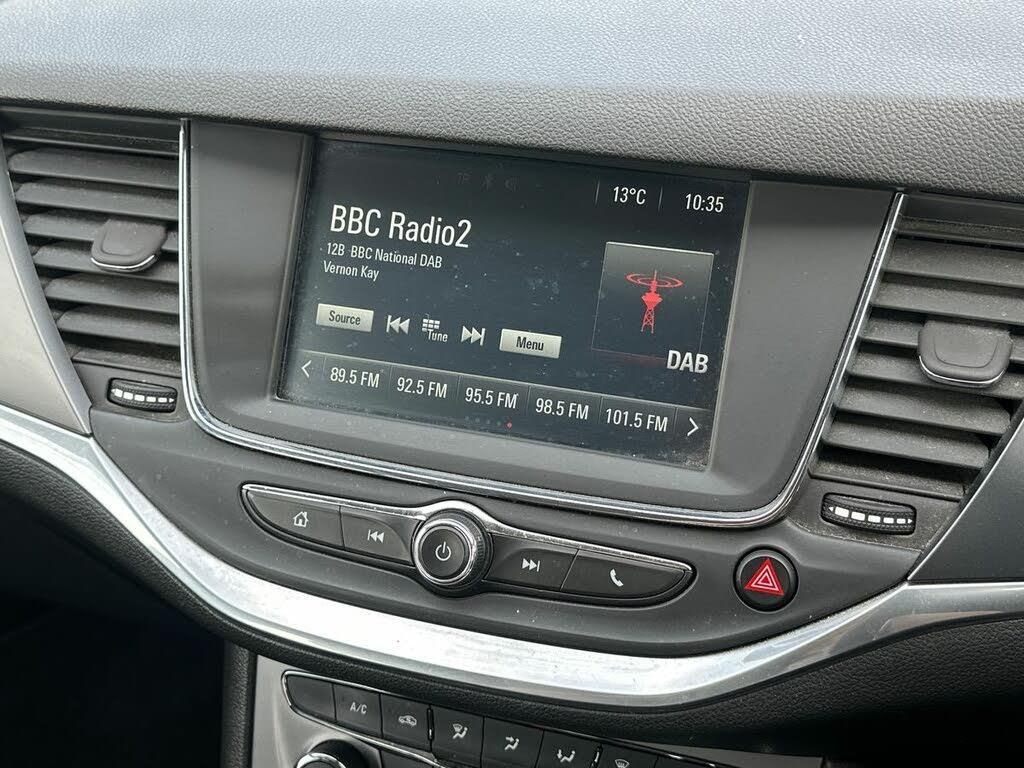 TP
13°C 10:35
BBC Radio2
12B BBC National DAB
Vernon Kay
Source Tune Menu
DAB
89.5 FM 92.5 FM 95.5 FM 98.5 FM 101.5 FM
A/C